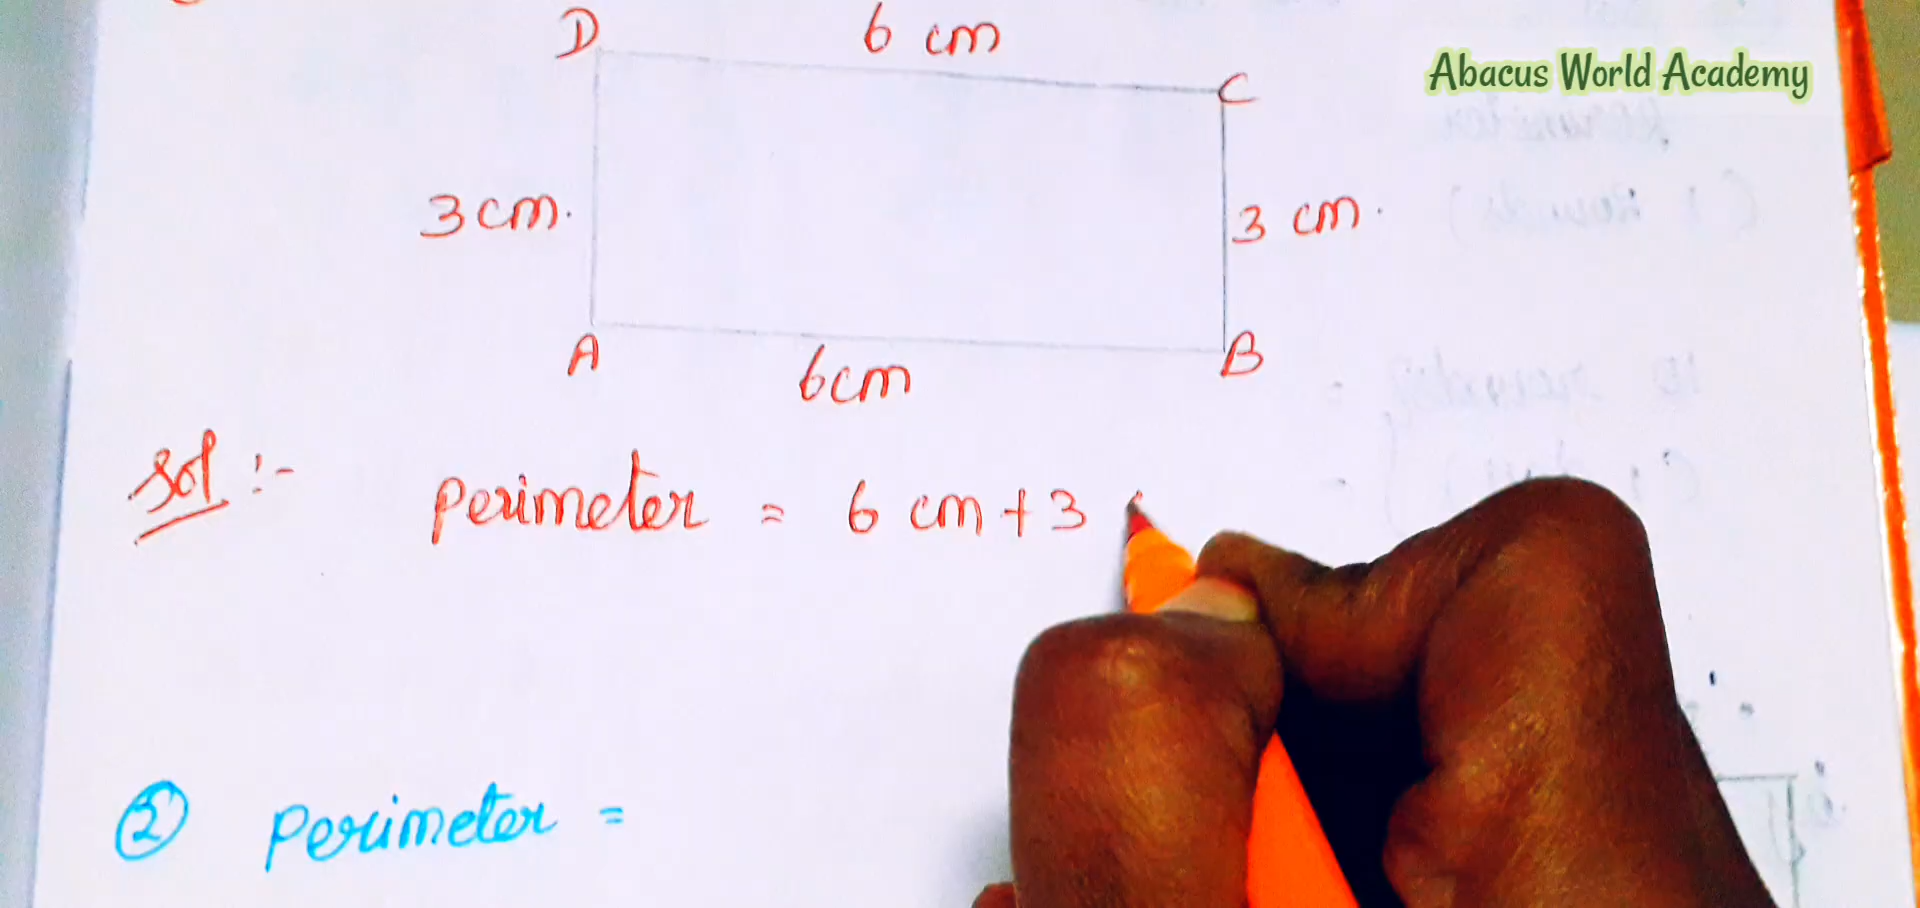 D 6 cm
Abacus World Academy
C
3 cm. 3 cm.
A B
6cm
Sol :-
perimeter = 6 cm + 3
② perimeter =